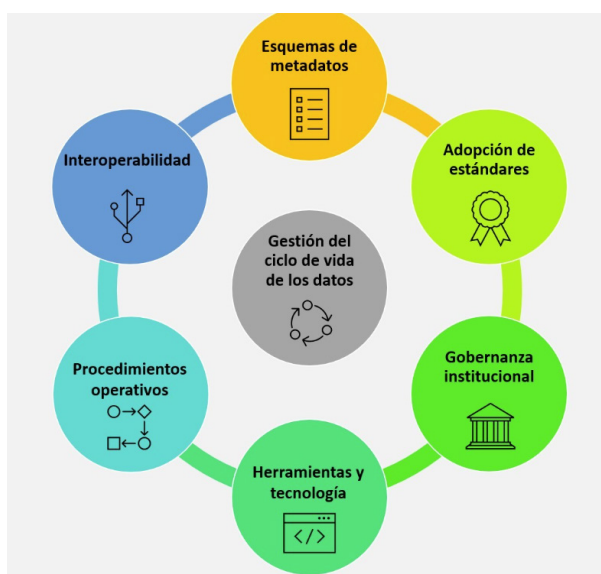 Esquemas de
metadatos
Adopción de
estándares
Gobernanza
institucional
Herramientas y
tecnología
Procedimientos
operativos
Interoperabilidad
Gestión del
ciclo de vida
de los datos